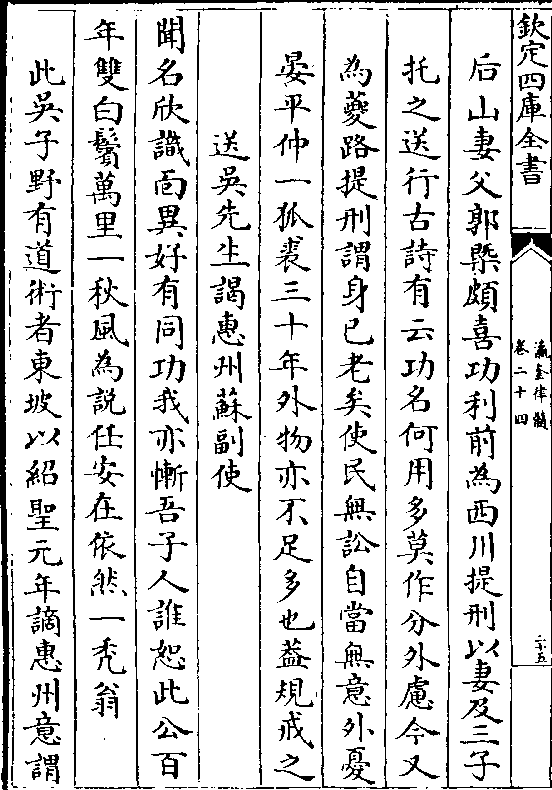 欽定四庫全書
瀛奎律髓
卷二十四
二十五
后山妻父郭槩頗喜功利前為西川提刑以妻及三子
托之送行古詩有云功名何用多莫作分外慮今又
為夔路提刑謂身已老矣使民無訟自當無意外憂
晏平仲一狐裘三十年外物亦不足多也葢規戒之
送吳先生謁惠州蘇副使
聞名欣識面異好有同功我亦慚吾子人誰恕此公百
年雙白鬢萬里一秋風為説任安在依然一禿翁
此吳子野有道術者東坡以紹聖元年謫惠州意謂